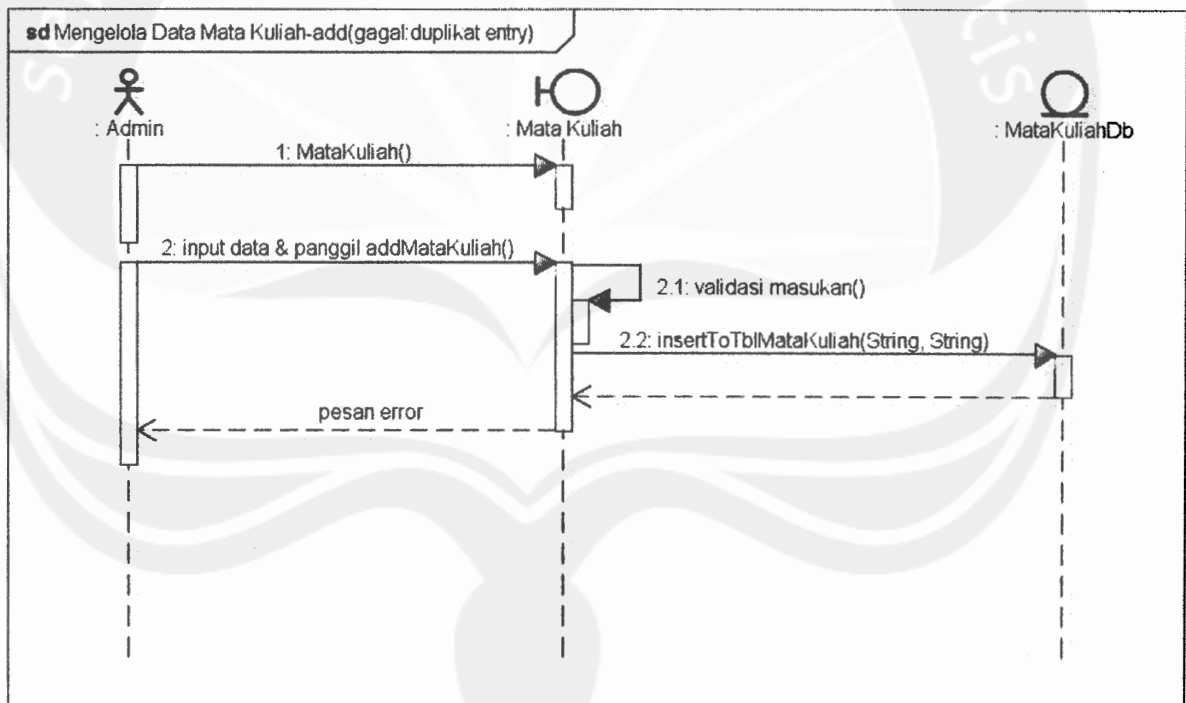 sd Mengelola Data Mata Kuliah-add(gagal:duplikat entry)
: Admin
: Mata Kuliah
: MataKuliahDb
1: MataKuliah()
2: input data & panggil addMataKuliah()
2.1: validasi masukan()
2.2: insertToTblMataKuliah(String, String)
pesan error